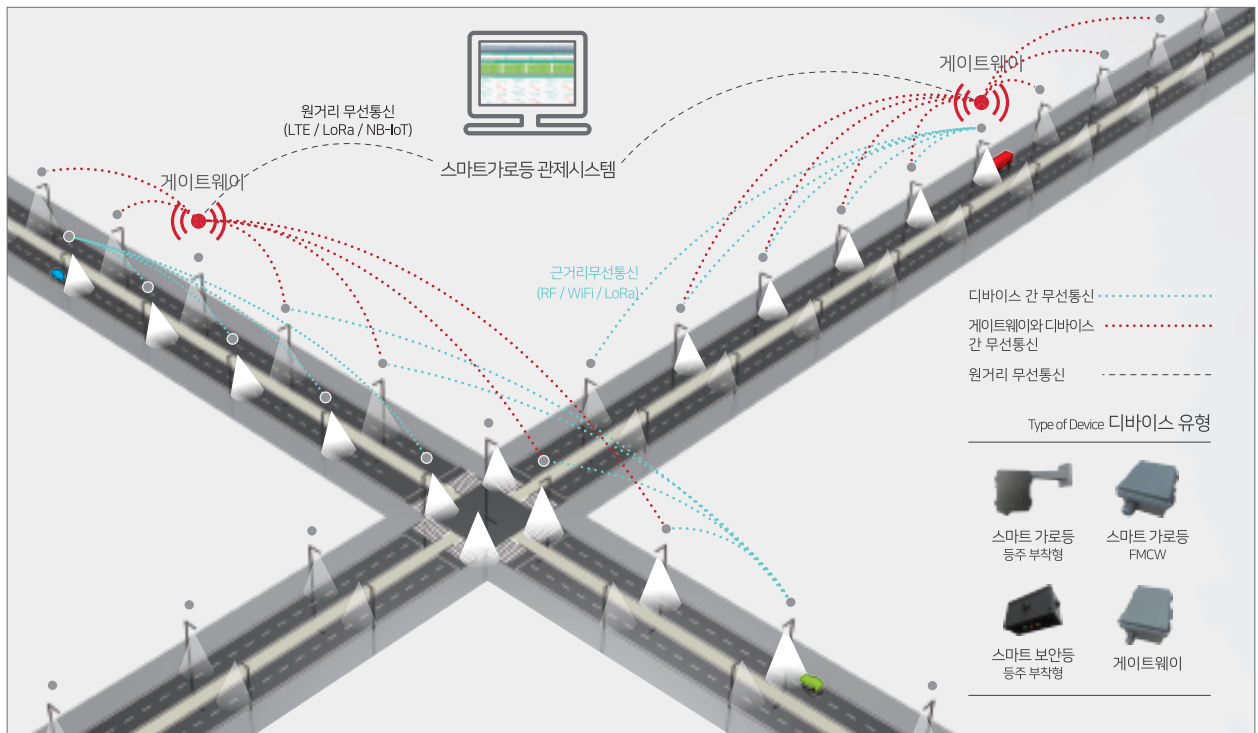 게이트웨이
원거리 무선통신
(LTE / LoRa / NB-IoT)
스마트가로등 관제시스템
게이트웨이
근거리무선통신
(RF / WiFi / LoRa)
디바이스 간 무선통신
게이트웨이와 디바이스
간 무선통신
원거리 무선통신
Type of Device 디바이스 유형
스마트 가로등
등주 부착형
스마트 가로등
FMCW
스마트 보안등
등주 부착형
게이트웨이